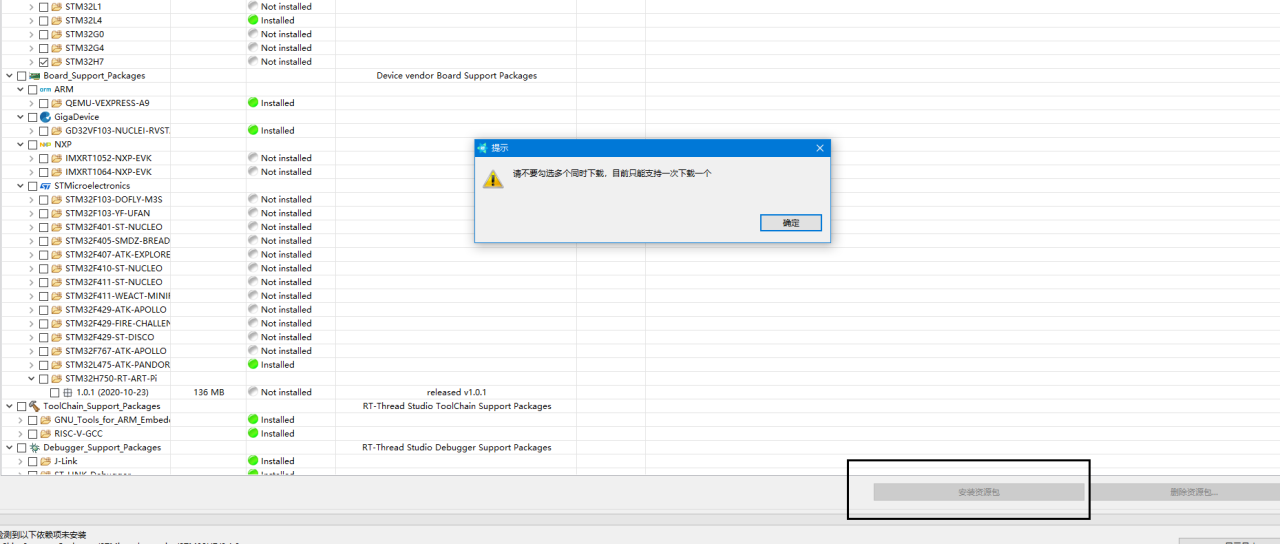 STM32L1 Not installed
STM32L4 Installed
STM32G0 Not installed
STM32G4 Not installed
STM32H7 Not installed
Board_Support_Packages Device vendor Board Support Packages
arm ARM
QEMU-VEXPRESS-A9 Installed
GigaDevice
GD32VF103-NUCLEI-RVST. Installed
NXP NXP
IMXRT1052-NXP-EVK Not installed
IMXRT1064-NXP-EVK Not installed
ST STMicroelectronics
STM32F103-DOFLY-M3S Not installed
STM32F103-YF-UFAN Not installed
STM32F401-ST-NUCLEO Not installed
STM32F405-SMDZ-BREAD Not installed
STM32F407-ATK-EXPLORE Not installed
STM32F410-ST-NUCLEO Not installed
STM32F411-ST-NUCLEO Not installed
STM32F411-WEACT-MINI Not installed
STM32F429-ATK-APOLLO Not installed
STM32F429-FIRE-CHALLEN Not installed
STM32F429-ST-DISCO Not installed
STM32F767-ATK-APOLLO Not installed
STM32L475-ATK-PANDOR Installed
STM32H750-RT-ART-Pi
1.0.1 (2020-10-23) 136 MB Not installed released v1.0.1
ToolChain_Support_Packages RT-Thread Studio ToolChain Support Packages
GNU_Tools_for_ARM_Embed Installed
RISC-V-GCC Installed
Debugger_Support_Packages RT-Thread Studio Debugger Support Packages
J-Link Installed
ST-LINK_Debugger Installed
提示
请不要勾选多个同时下载，目前只能支持一次下载一个
确定
安装资源包 删除资源包...
检测到以下依赖项未安装